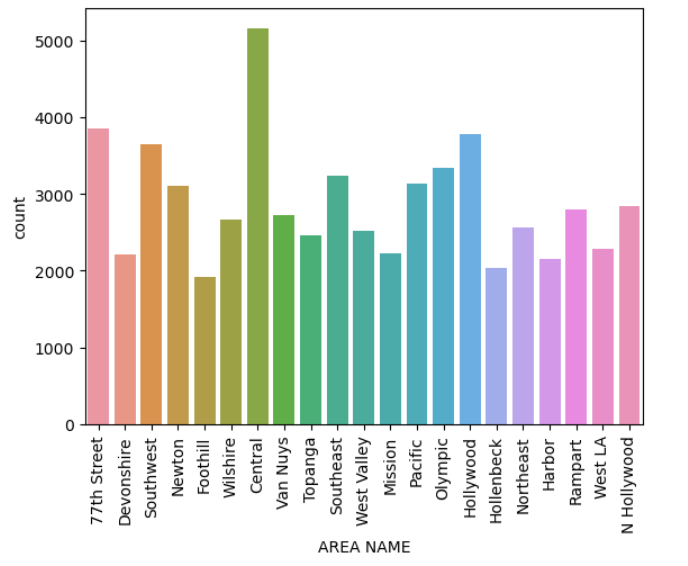 5000
4000
3000
2000
1000
0
count
77th Street
Devonshire
Southwest
Newton
Foothill
Wilshire
Central
Van Nuys
Topanga
Southeast
West Valley
Mission
Pacific
Olympic
Hollywood
Hollenbeck
Northeast
Harbor
Rampart
West LA
N Hollywood
AREA NAME